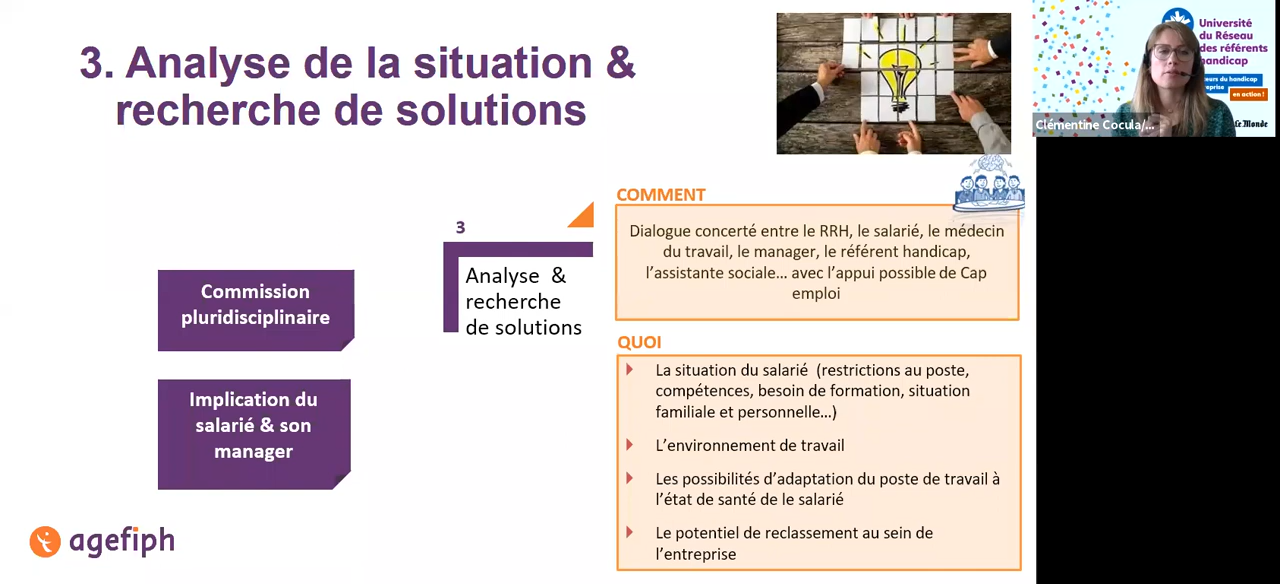 3. Analyse de la situation &
recherche de solutions
Commission
pluridisciplinaire
Implication du
salarié & son
manager
3
Analyse &
recherche
de solutions
COMMENT
Dialogue concerté entre le RRH, le salarié, le médecin
du travail, le manager, le référent handicap,
l'assistante sociale... avec l'appui possible de Cap
emploi
QUOI
La situation du salarié (restrictions au poste,
compétences, besoin de formation, situation
familiale et personnelle...)
L'environnement de travail
Les possibilités d'adaptation du poste de travail à
l'état de santé de le salarié
Le potentiel de reclassement au sein de
l'entreprise
agefiph
Université
du Réseau
des référents
handicap
du handicap
en action !
Clémentine Cocula/...
Le Monde